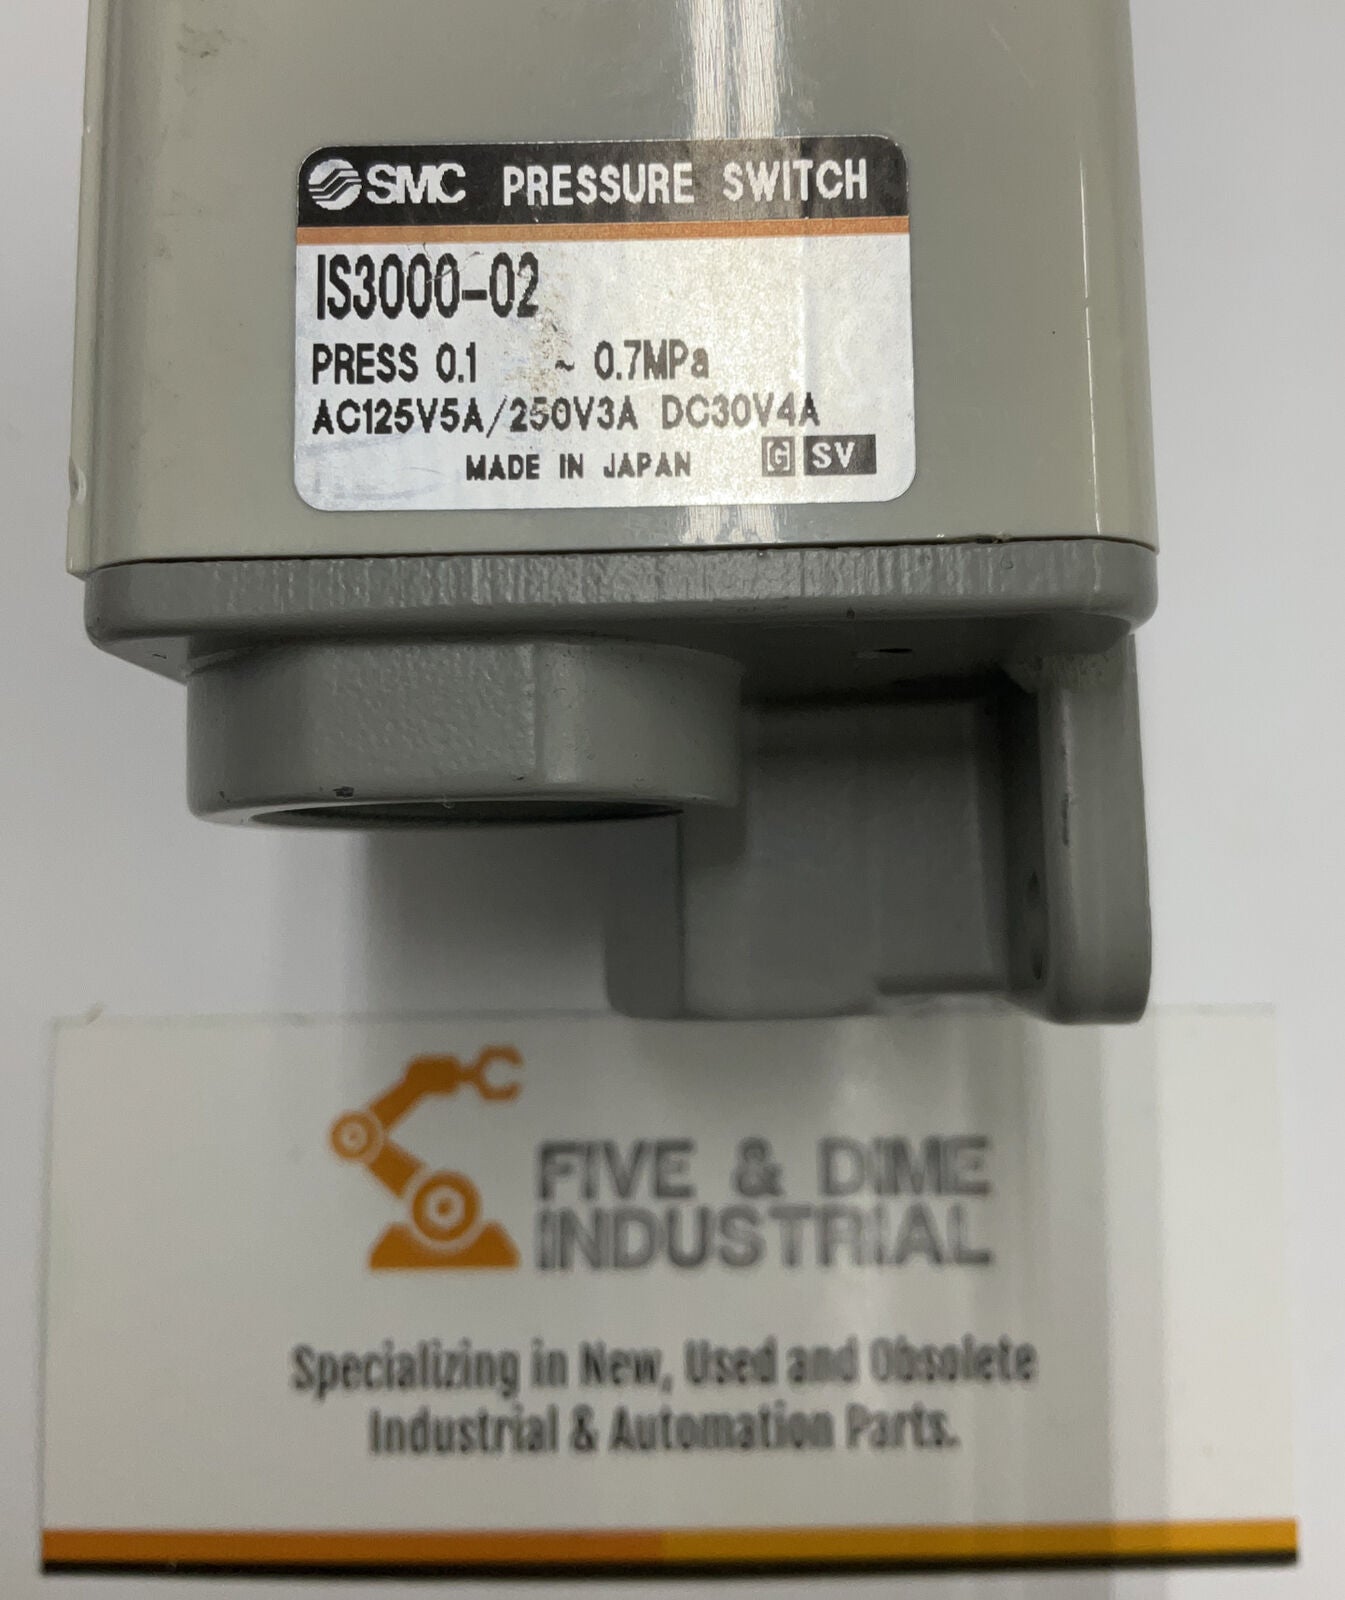 SMC PRESSURE SWITCH
IS3000-02
PRESS 0.1 ~ 0.7MPa
AC125V5A/250V3A DC30V4A
MADE IN JAPAN G SV
FIVE & DIME
INDUSTRIAL
Specializing in New, Used and Obsolete
Industrial & Automation Parts.